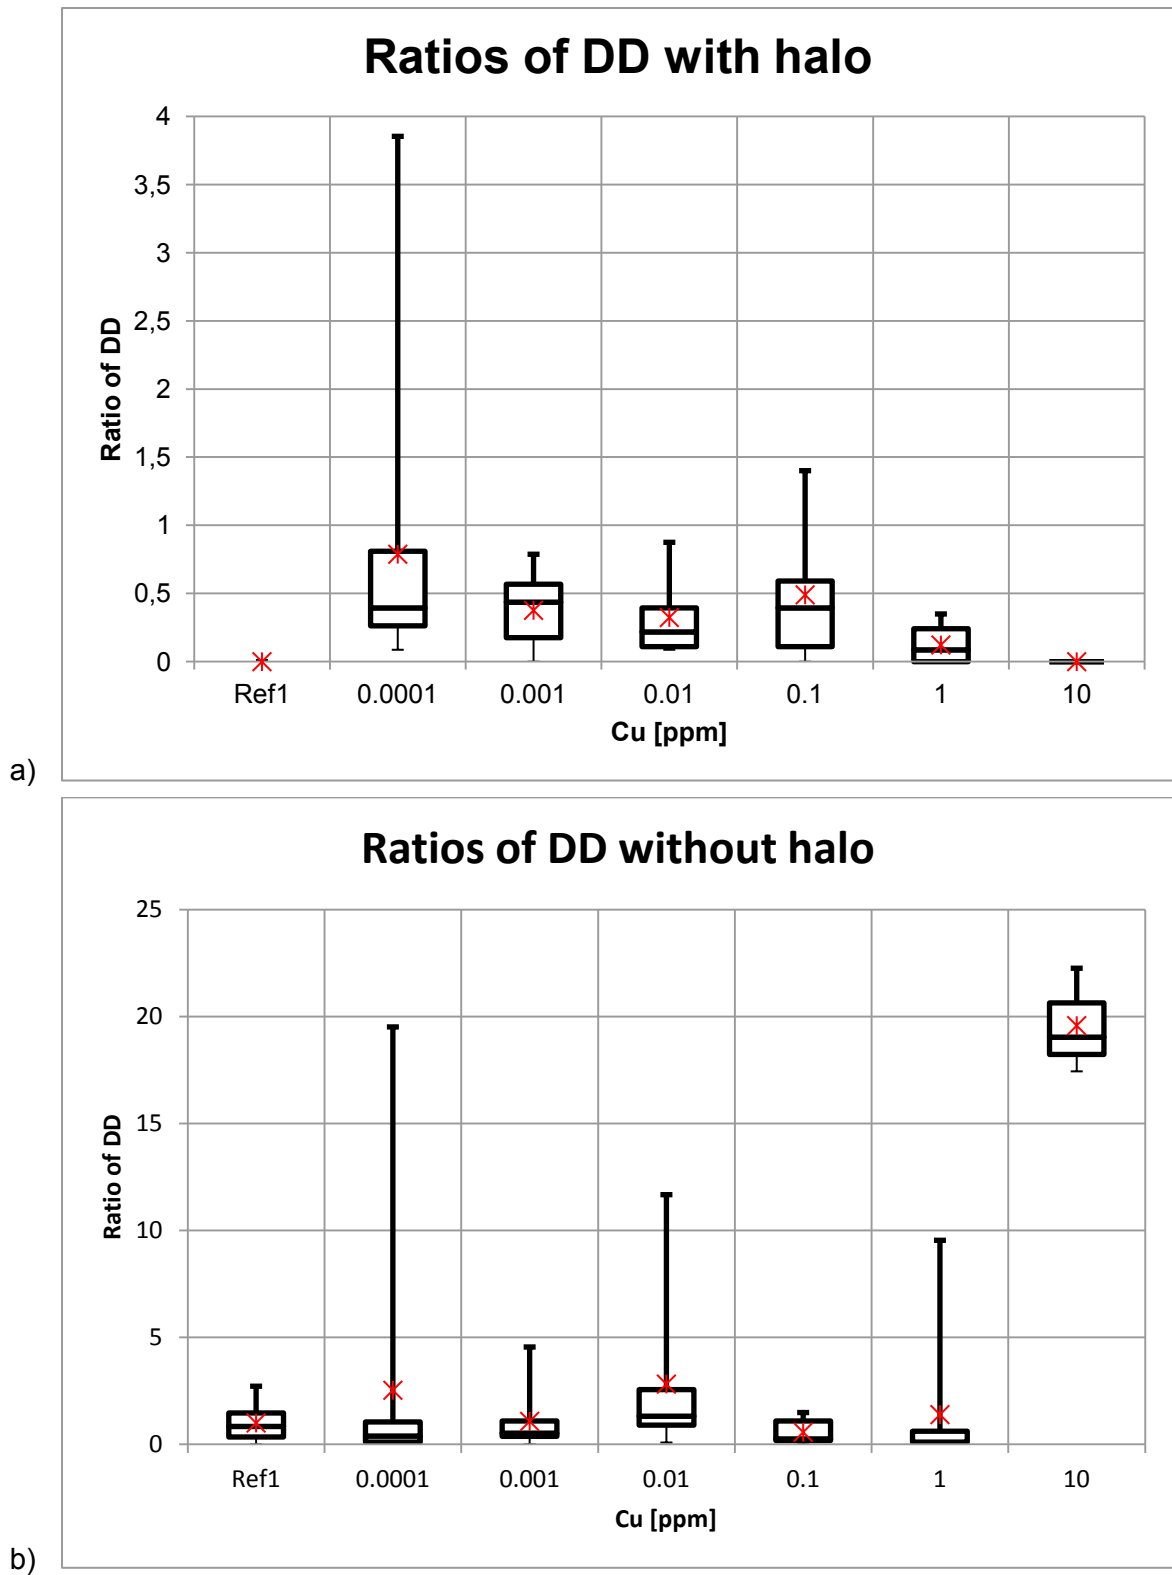 Ratios of DD with halo
4
3,5
3
2,5
2
1,5
1
0,5
0
Ratio of DD
Ref1 0.0001 0.001 0.01 0.1 1 10
Cu [ppm]
a)
Ratios of DD without halo
25
20
15
10
5
0
Ratio of DD
Ref1 0.0001 0.001 0.01 0.1 1 10
Cu [ppm]
b)